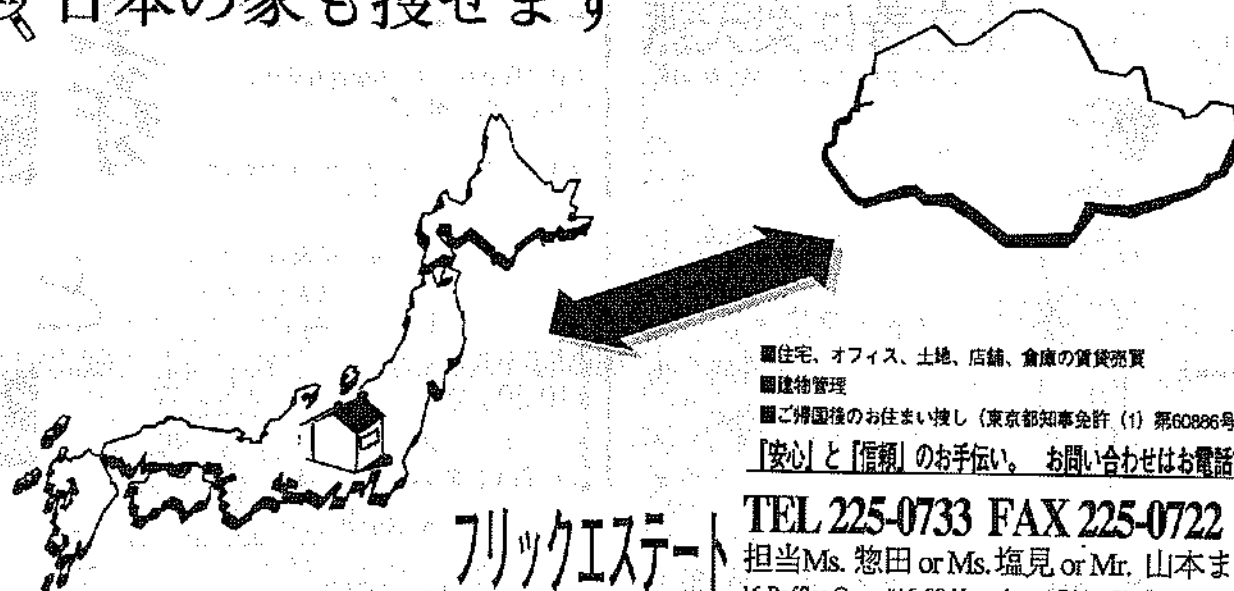 日本の家も捜せます
■住宅、オフィス、土地、店舗、倉庫の賃貸売買
■建物管理
■ご帰国後のお住まい捜し（東京都知事免許（1）第60886号
「安心」と「信頼」のお手伝い。　お問い合わせはお電話
フリックエステート
TEL 225-0733 FAX 225-0722
担当Ms. 惣田 or Ms. 塩見 or Mr. 山本ま